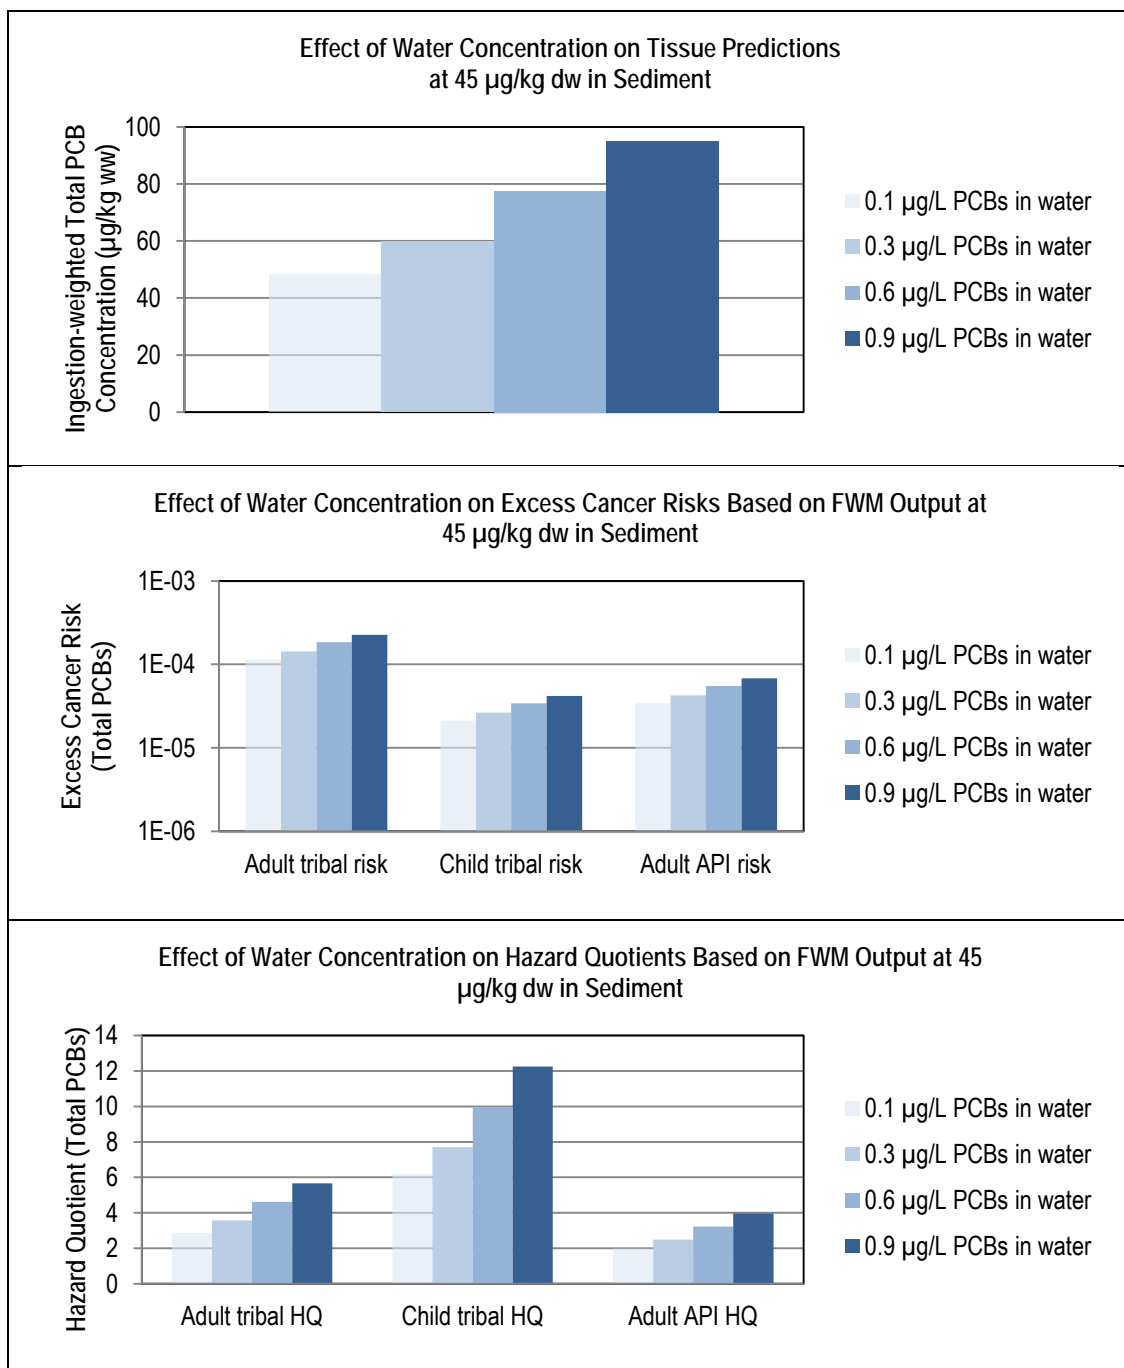 Effect of Water Concentration on Tissue Predictions
at 45 µg/kg dw in Sediment
Ingestion-weighted Total PCB
Concentration (µg/kg ww)
100
80
60
40
20
0
0.1 µg/L PCBs in water
0.3 µg/L PCBs in water
0.6 µg/L PCBs in water
0.9 µg/L PCBs in water
Effect of Water Concentration on Excess Cancer Risks Based on FWM Output at
45 µg/kg dw in Sediment
Excess Cancer Risk
(Total PCBs)
1E-03
1E-04
1E-05
1E-06
Adult tribal risk
Child tribal risk
Adult API risk
0.1 µg/L PCBs in water
0.3 µg/L PCBs in water
0.6 µg/L PCBs in water
0.9 µg/L PCBs in water
Effect of Water Concentration on Hazard Quotients Based on FWM Output at 45
µg/kg dw in Sediment
Hazard Quotient (Total PCBs)
14
12
10
8
6
4
2
0
Adult tribal HQ
Child tribal HQ
Adult API HQ
0.1 µg/L PCBs in water
0.3 µg/L PCBs in water
0.6 µg/L PCBs in water
0.9 µg/L PCBs in water